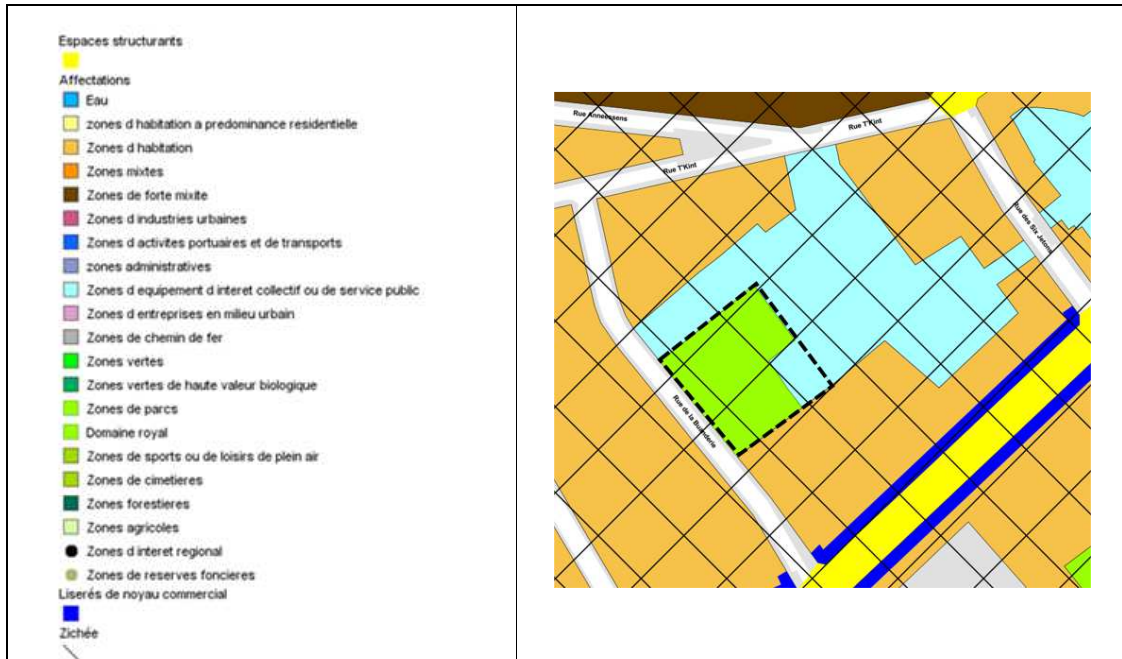 Espaces structurants
Affectations
Eau
zones d habitation a predominance residentielle
Zones d habitation
Zones mixtes
Zones de forte mixite
Zones d industries urbaines
Zones d activites portuaires et de transports
zones administratives
Zones d equipement d interet collectif ou de service public
Zones d entreprises en milieu urbain
Zones de chemin de fer
Zones vertes
Zones vertes de haute valeur biologique
Zones de parcs
Domaine royal
Zones de sports ou de loisirs de plein air
Zones de cimetieres
Zones forestieres
Zones agricoles
Zones d interet regional
Zones de reserves foncieres
Liserés de noyau commercial
Zichée
Rue Anneessens
Rue T'Kint
Rue T'Kint
Rue des Six Jetons
Rue de la Buanderie